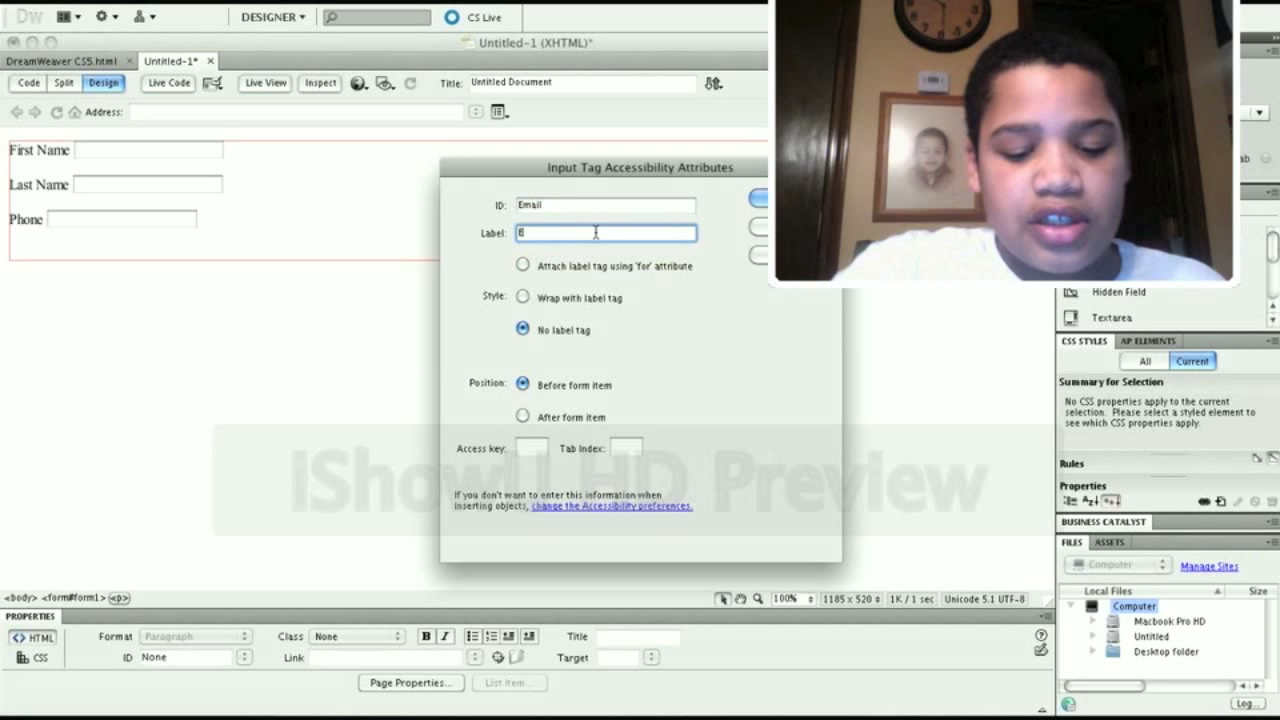 Dw DESIGNER CS Live
Untitled-1 (XHTML)*
DreamWeaver CS5.html × Untitled-1* ×
Code Split Design Live Code Live View Inspect Title: Untitled Document
Address:
First Name
Last Name
Phone
Input Tag Accessibility Attributes
ID: Email
Label: E
Attach label tag using 'for' attribute
Style: Wrap with label tag
No label tag
Position: Before form item
After form item
Access key: Tab Index:
If you don't want to enter this information when
inserting objects, change the Accessibility preferences.
iShowU HD Preview
Hidden Field
Textarea
CSS STYLES AP ELEMENTS
All Current
Summary for Selection
No CSS properties apply to the current
selection. Please select a styled element to
see which CSS properties apply.
Rules
Properties
BUSINESS CATALYST
FILES ASSETS
Computer Manage Sites
Local Files Size
Computer
Macbook Pro HD
Untitled
Desktop folder
Log...
<body> <form#form1> <p> 100% 1185 x 520 1K / 1 sec Unicode 5.1 UTF-8
PROPERTIES
<> HTML Format Paragraph Class None B I Title
CSS ID None Link Target
Page Properties... List Item...